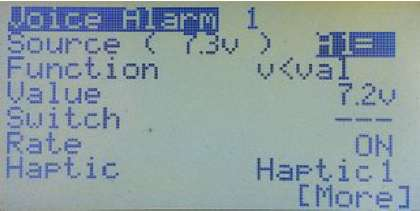 Voice Alarm 1
Source ( 7.3v ) A1=
Function v<val
Value 7.2v
Switch ---
Rate ON
Haptic Haptic1
[More]